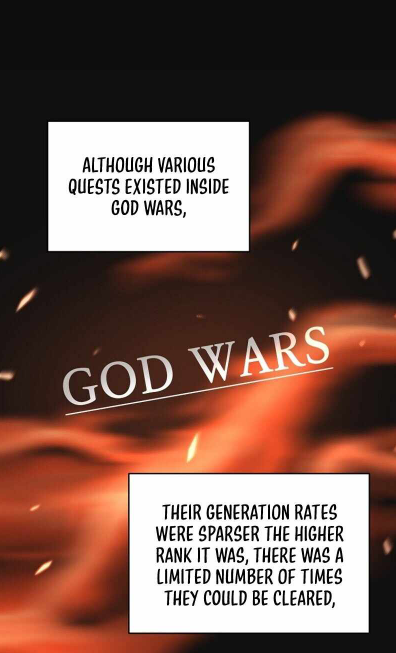 ALTHOUGH VARIOUS
QUESTS EXISTED INSIDE
GOD WARS,
GOD WARS
THEIR GENERATION RATES
WERE SPARSER THE HIGHER
RANK IT WAS, THERE WAS A
LIMITED NUMBER OF TIMES
THEY COULD BE CLEARED,